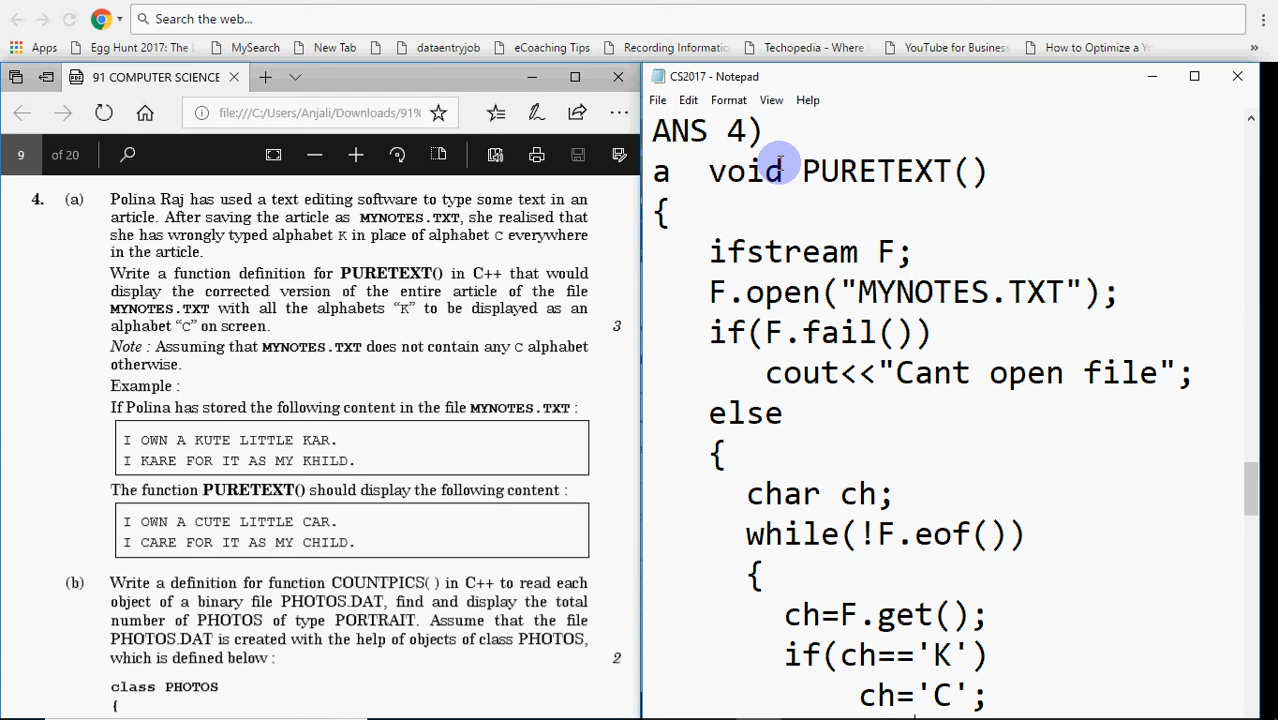 Search the web...
Apps Egg Hunt 2017: The L MySearch New Tab dataentryjob eCoaching Tips Recording Informatio Techopedia - Where YouTube for Business How to Optimize a Yo »
91 COMPUTER SCIENCE
file:///C:/Users/Anjali/Downloads/91%
9 of 20
4. (a) Polina Raj has used a text editing software to type some text in an
article. After saving the article as MYNOTES.TXT, she realised that
she has wrongly typed alphabet K in place of alphabet C everywhere
in the article.
Write a function definition for PURETEXT() in C++ that would
display the corrected version of the entire article of the file
MYNOTES.TXT with all the alphabets “K” to be displayed as an
alphabet “C” on screen. 3
Note : Assuming that MYNOTES.TXT does not contain any C alphabet
otherwise.
Example :
If Polina has stored the following content in the file MYNOTES.TXT :
I OWN A KUTE LITTLE KAR.
I KARE FOR IT AS MY KHILD.
The function PURETEXT() should display the following content :
I OWN A CUTE LITTLE CAR.
I CARE FOR IT AS MY CHILD.
(b) Write a definition for function COUNTPICS( ) in C++ to read each
object of a binary file PHOTOS.DAT, find and display the total
number of PHOTOS of type PORTRAIT. Assume that the file
PHOTOS.DAT is created with the help of objects of class PHOTOS,
which is defined below : 2
class PHOTOS
{
CS2017 - Notepad
File Edit Format View Help
ANS 4)
a void PURETEXT()
{
ifstream F;
F.open("MYNOTES.TXT");
if(F.fail())
cout<<"Cant open file";
else
{
char ch;
while(!F.eof())
{
ch=F.get();
if(ch=='K')
ch='C';